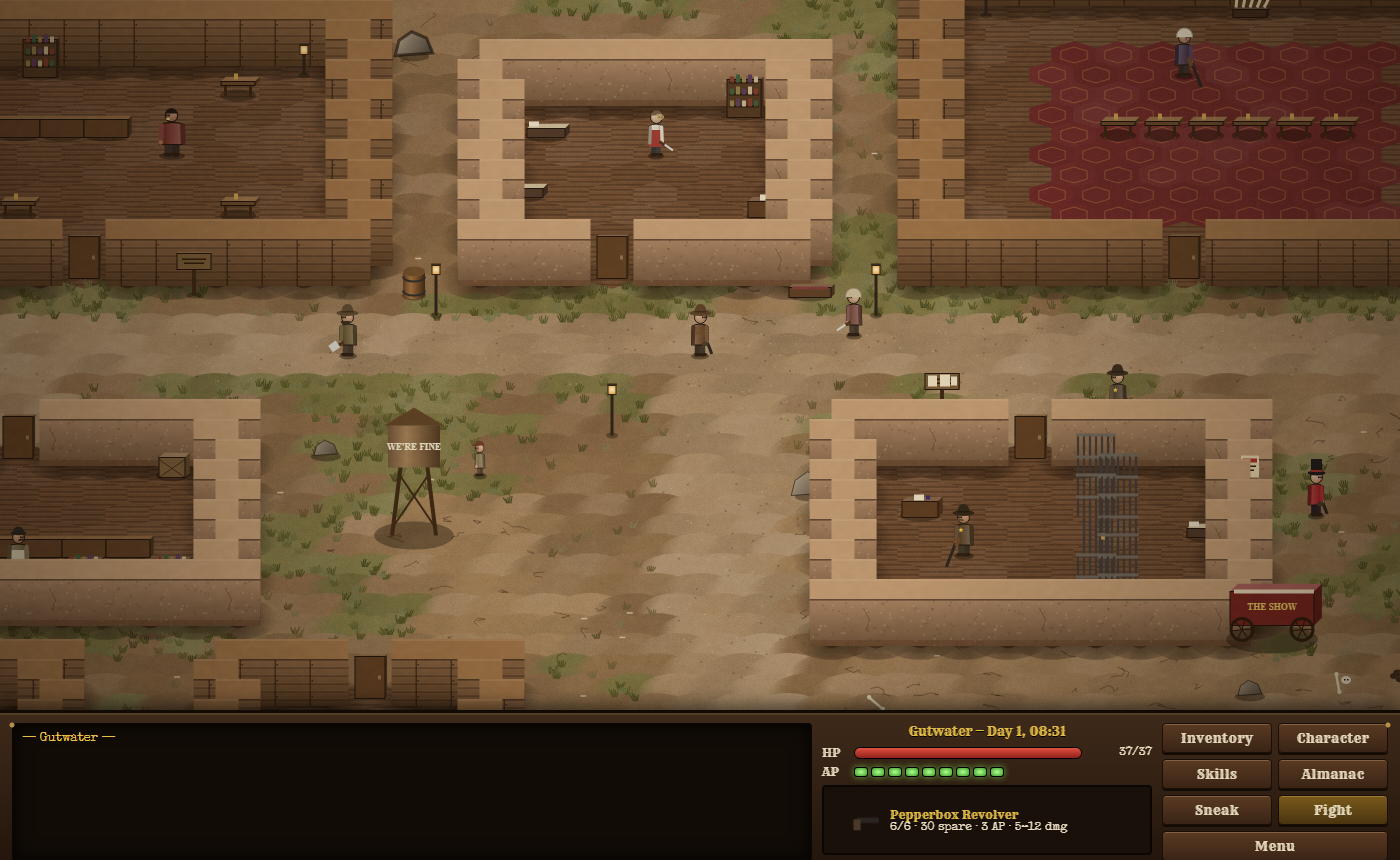 WE'RE FINE
THE SHOW
— Gutwater —
Gutwater — Day 1, 08:31
HP
37/37
AP
Pepperbox Revolver
6/6 · 30 spare · 3 AP · 5–12 dmg
Inventory
Character
Skills
Almanac
Sneak
Fight
Menu